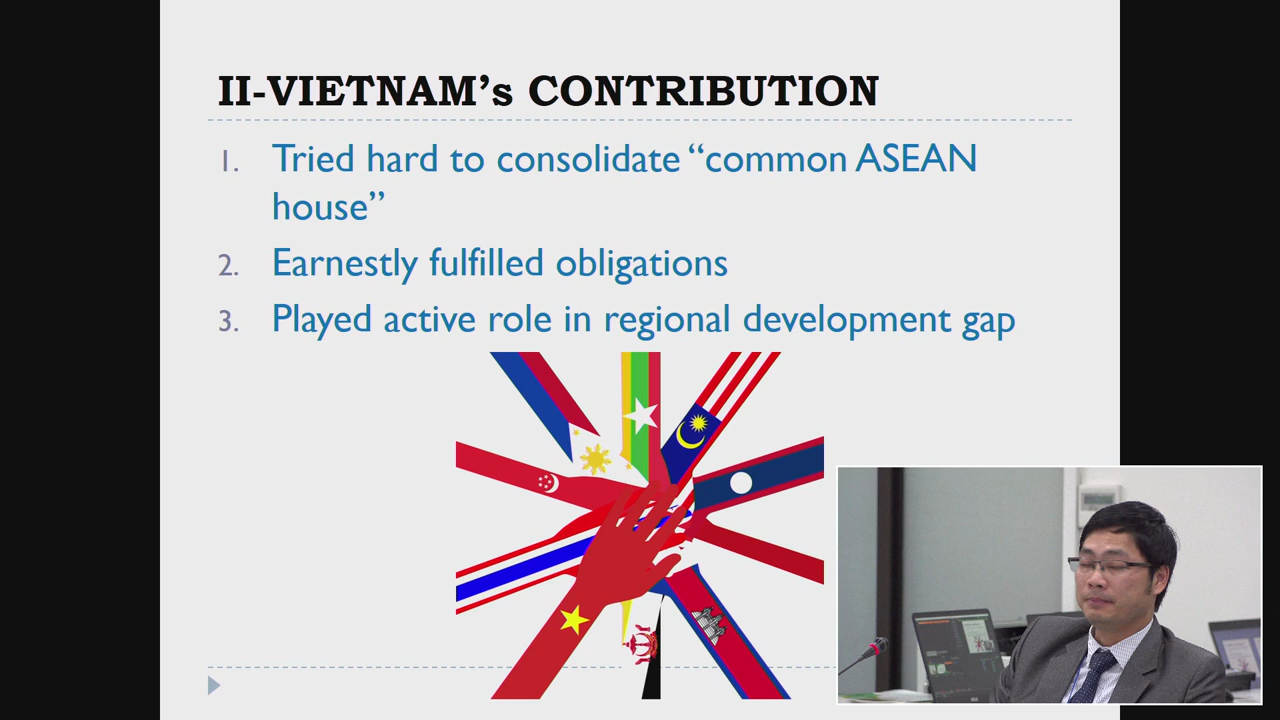 II-VIETNAM’s CONTRIBUTION
1. Tried hard to consolidate “common ASEAN
house”
2. Earnestly fulfilled obligations
3. Played active role in regional development gap